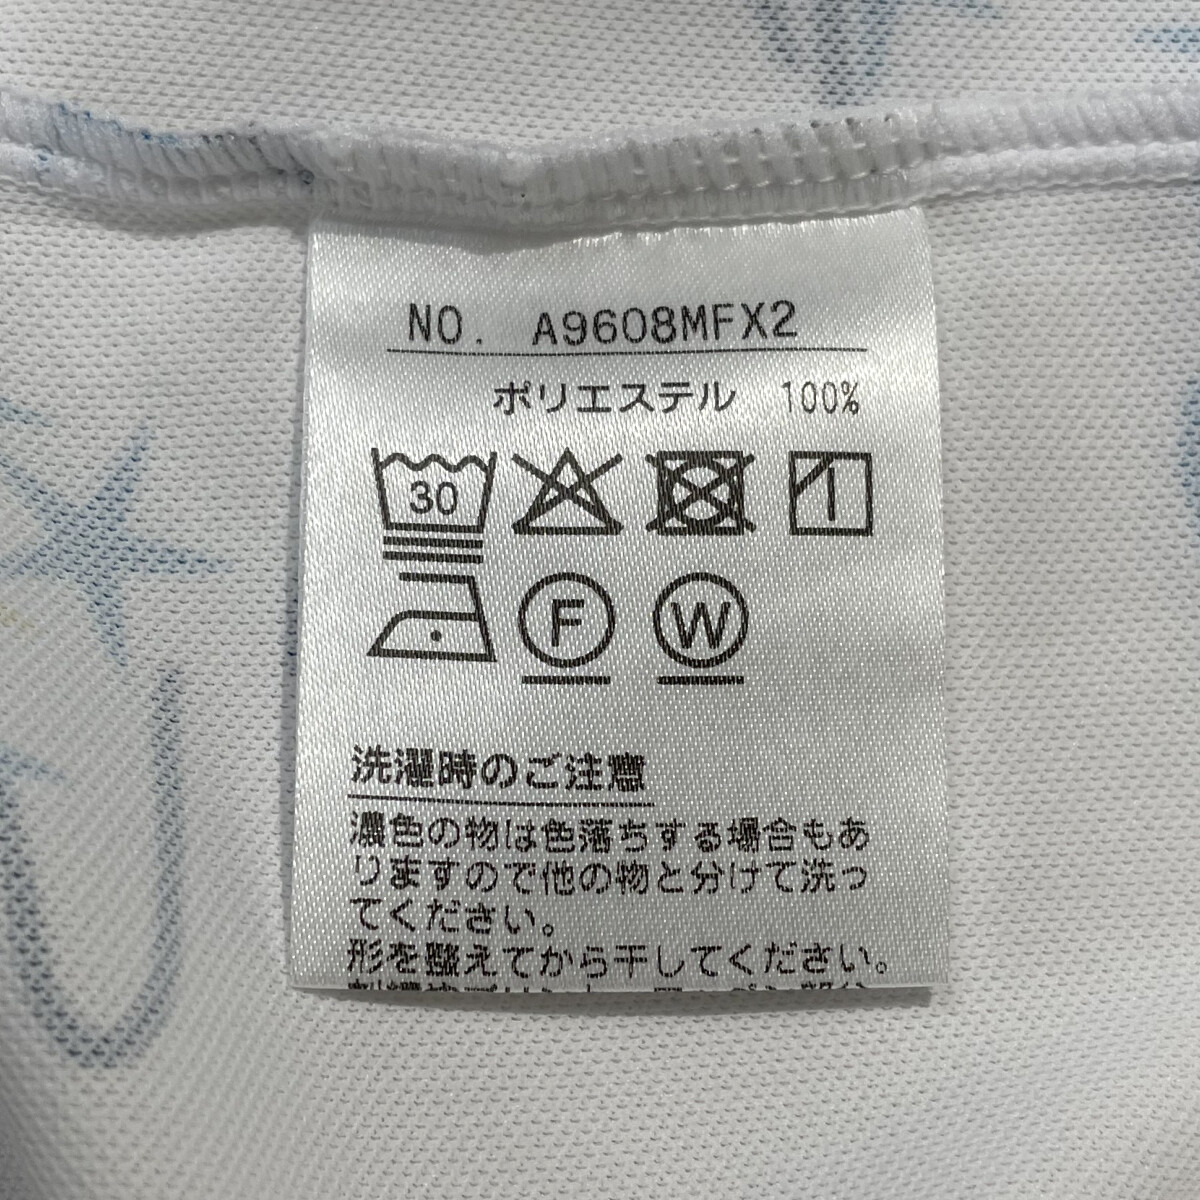 NO. A9608MFX2
ポリエステル 100%
30
F W
洗濯時のご注意
濃色の物は色落ちする場合もあ
りますので他の物と分けて洗っ
てください。
形を整えてから干してください。